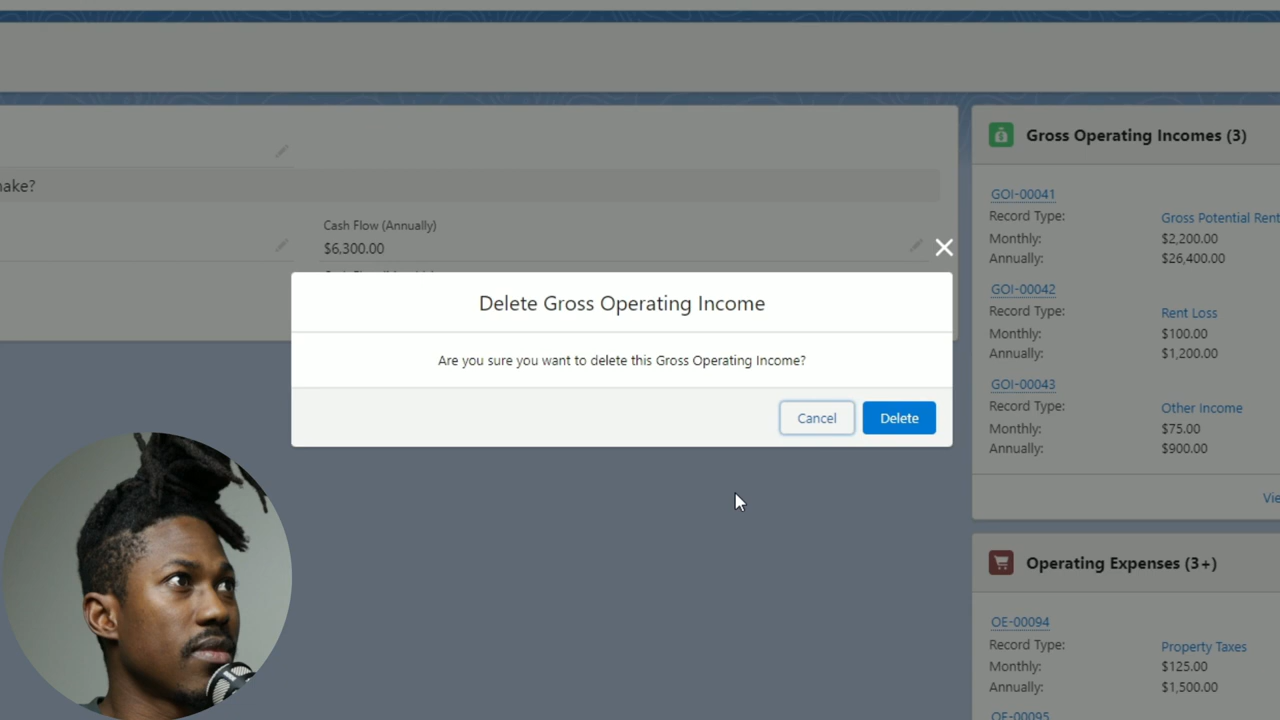 nake?
Cash Flow (Annually)
$6,300.00
Delete Gross Operating Income
Are you sure you want to delete this Gross Operating Income?
Cancel
Delete
Gross Operating Incomes (3)
GOI-00041
Record Type: Gross Potential Rent
Monthly: $2,200.00
Annually: $26,400.00
GOI-00042
Record Type: Rent Loss
Monthly: $100.00
Annually: $1,200.00
GOI-00043
Record Type: Other Income
Monthly: $75.00
Annually: $900.00
Vie
Operating Expenses (3+)
OE-00094
Record Type: Property Taxes
Monthly: $125.00
Annually: $1,500.00
OE-00095